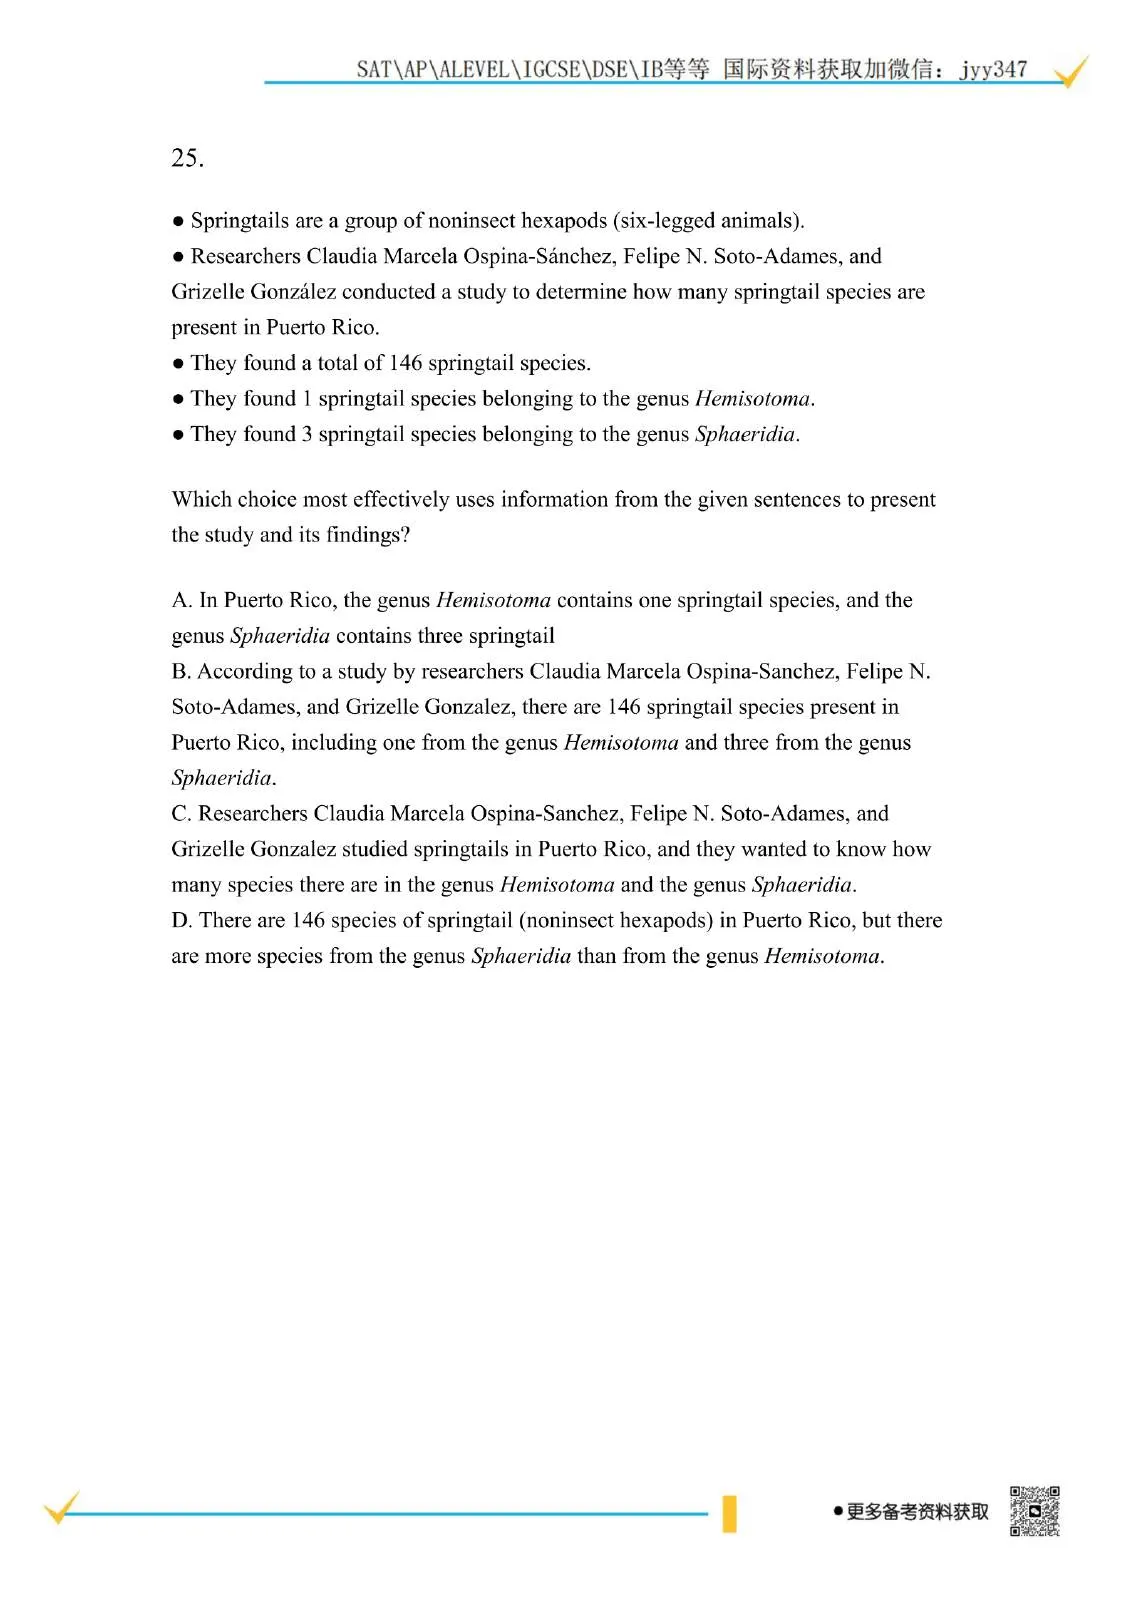 SAT\AP\ALEVEL\IGCSE\DSE\IB等等 国际资料获取加微信：jyy347
25.
● Springtails are a group of noninsect hexapods (six-legged animals).
● Researchers Claudia Marcela Ospina-Sánchez, Felipe N. Soto-Adames, and
Grizelle González conducted a study to determine how many springtail species are
present in Puerto Rico.
● They found a total of 146 springtail species.
● They found 1 springtail species belonging to the genus Hemisotoma.
● They found 3 springtail species belonging to the genus Sphaeridia.
Which choice most effectively uses information from the given sentences to present
the study and its findings?
A. In Puerto Rico, the genus Hemisotoma contains one springtail species, and the
genus Sphaeridia contains three springtail
B. According to a study by researchers Claudia Marcela Ospina-Sanchez, Felipe N.
Soto-Adames, and Grizelle Gonzalez, there are 146 springtail species present in
Puerto Rico, including one from the genus Hemisotoma and three from the genus
Sphaeridia.
C. Researchers Claudia Marcela Ospina-Sanchez, Felipe N. Soto-Adames, and
Grizelle Gonzalez studied springtails in Puerto Rico, and they wanted to know how
many species there are in the genus Hemisotoma and the genus Sphaeridia.
D. There are 146 species of springtail (noninsect hexapods) in Puerto Rico, but there
are more species from the genus Sphaeridia than from the genus Hemisotoma.
●更多备考资料获取